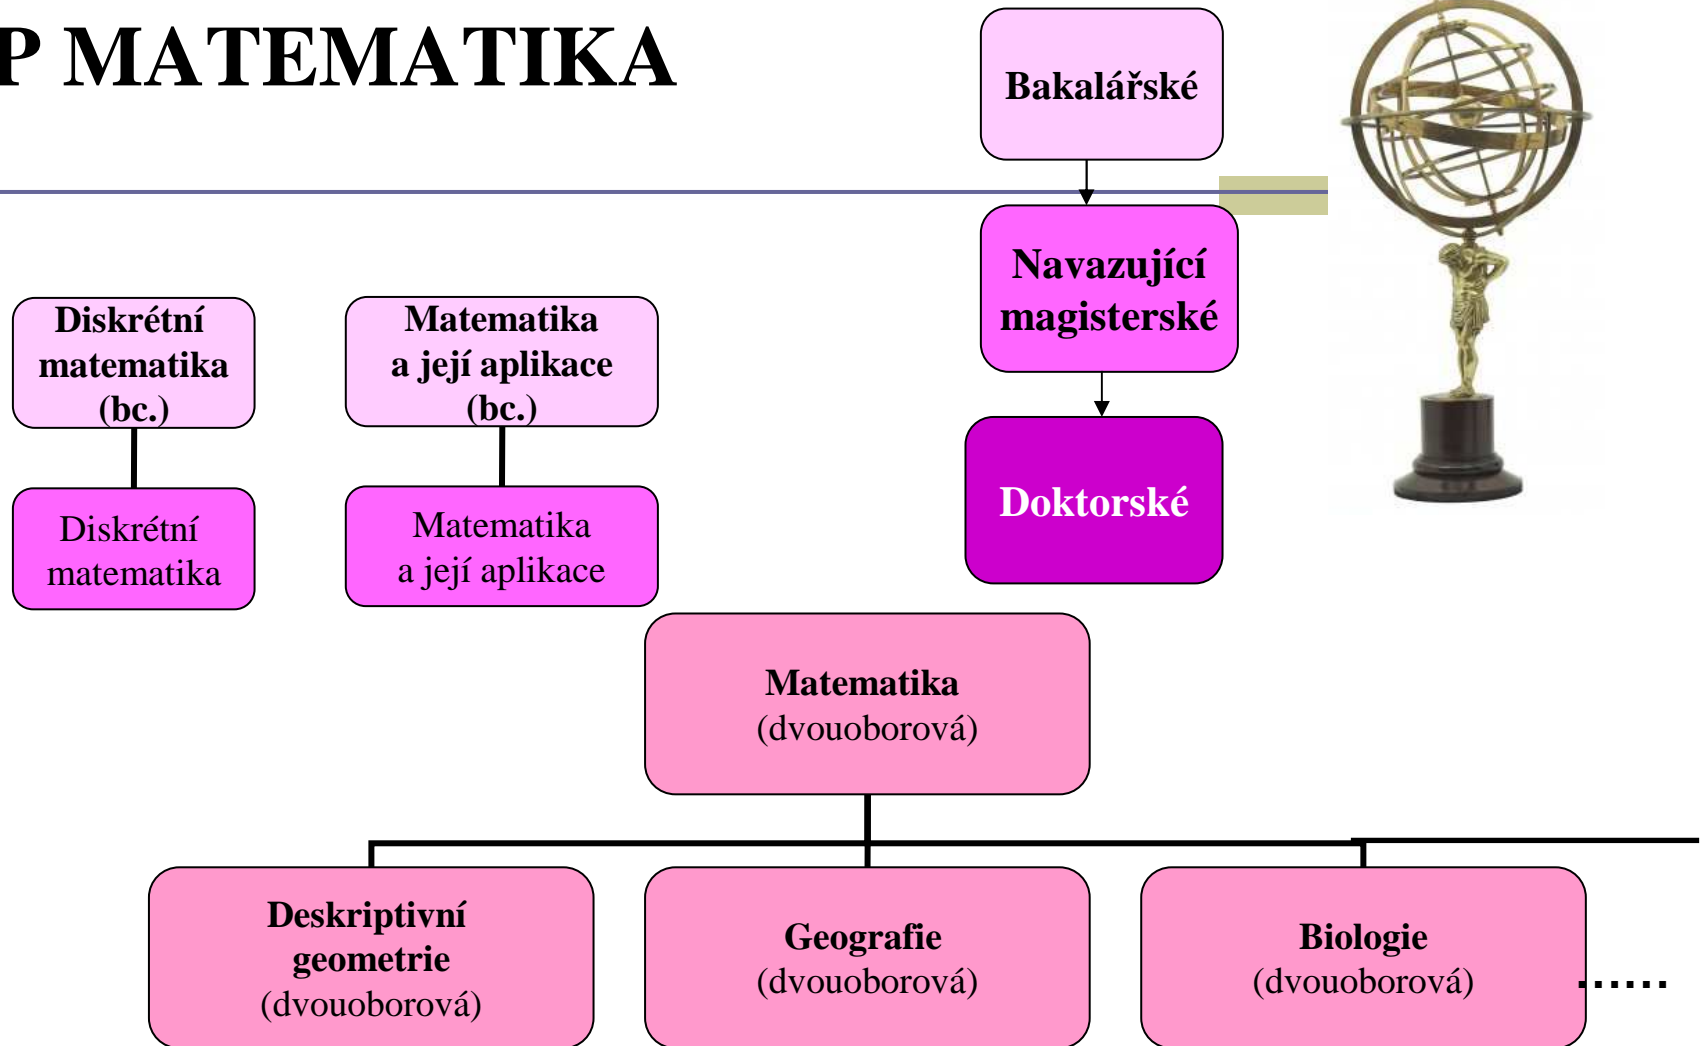 P MATEMATIKA
Bakalářské
Navazující
magisterské
Doktorské
Diskrétní
matematika
(bc.)
Matematika
a její aplikace
(bc.)
Diskrétní
matematika
Matematika
a její aplikace
Matematika
(dvouoborová)
Deskriptivní
geometrie
(dvouoborová)
Geografie
(dvouoborová)
Biologie
(dvouoborová)
......